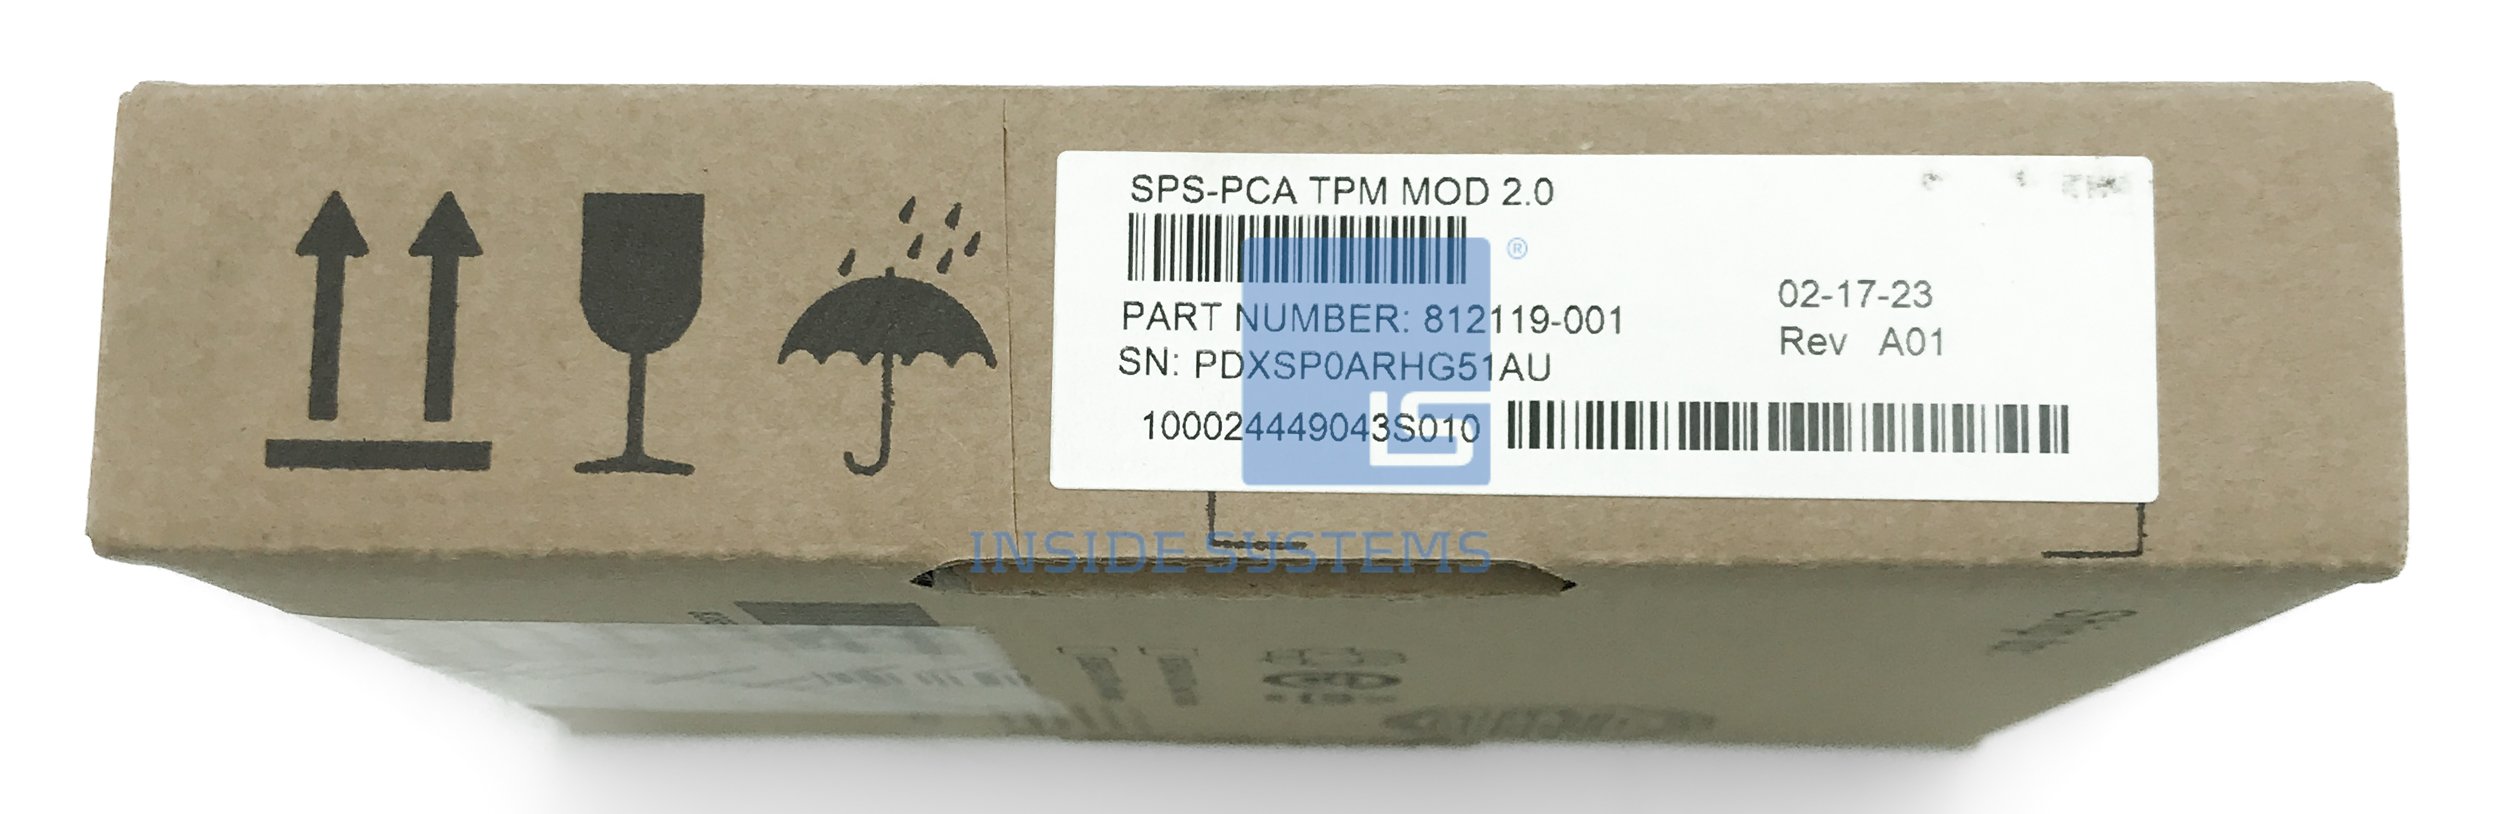 SPS-PCA TPM MOD 2.0
®
PART NUMBER: 812119-001
SN: PDXSP0ARHG51AU
02-17-23
Rev A01
100024449043S010
INSIDE SYSTEMS